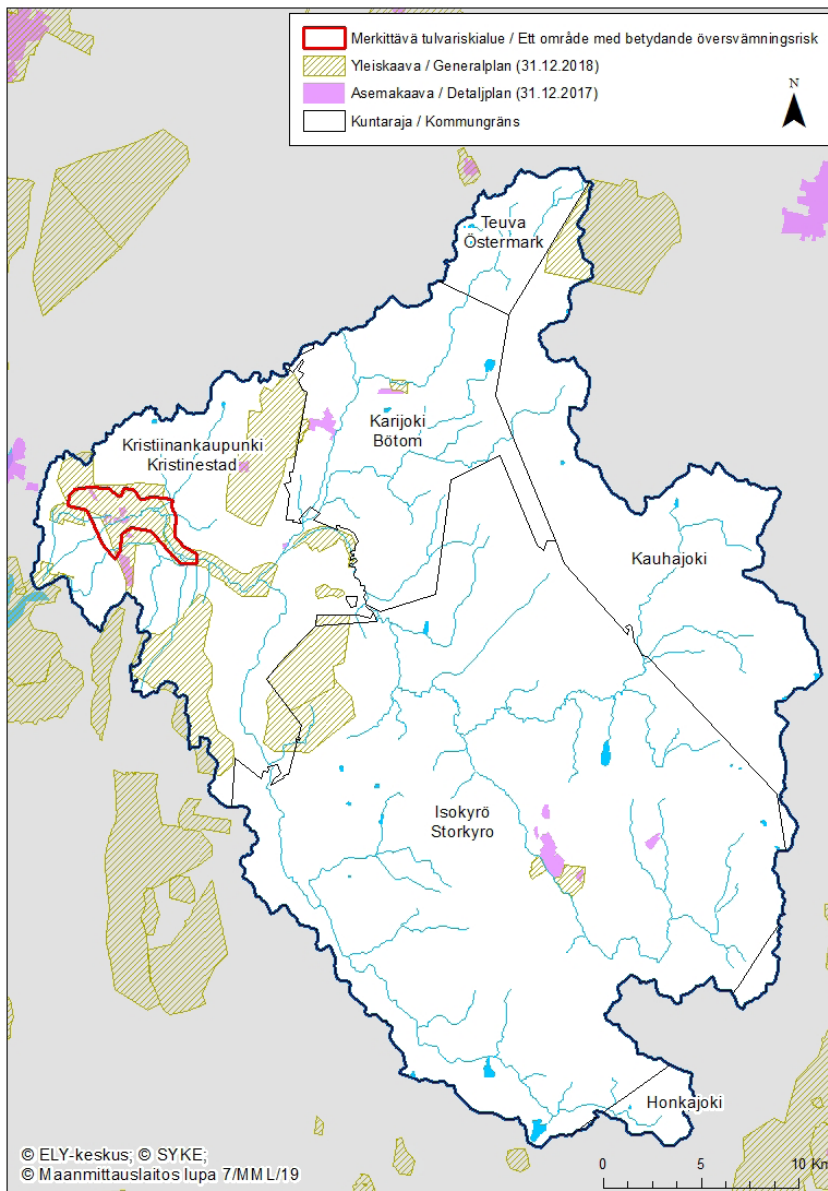 Merkittävä tulvariskialue / Ett område med betydande översvämningsrisk
Yleiskaava / Generalplan (31.12.2018)
Asemakaava / Detaljplan (31.12.2017)
Kuntaraja / Kommungräns
N
Teuva
Östermark
Karijoki
Bötom
Kristiinankaupunki
Kristinestad
Kauhajoki
Isokyrö
Storkyro
Honkajoki
© ELY-keskus; © SYKE;
© Maanmittauslaitos lupa 7/MML/19
0 5 10 Km